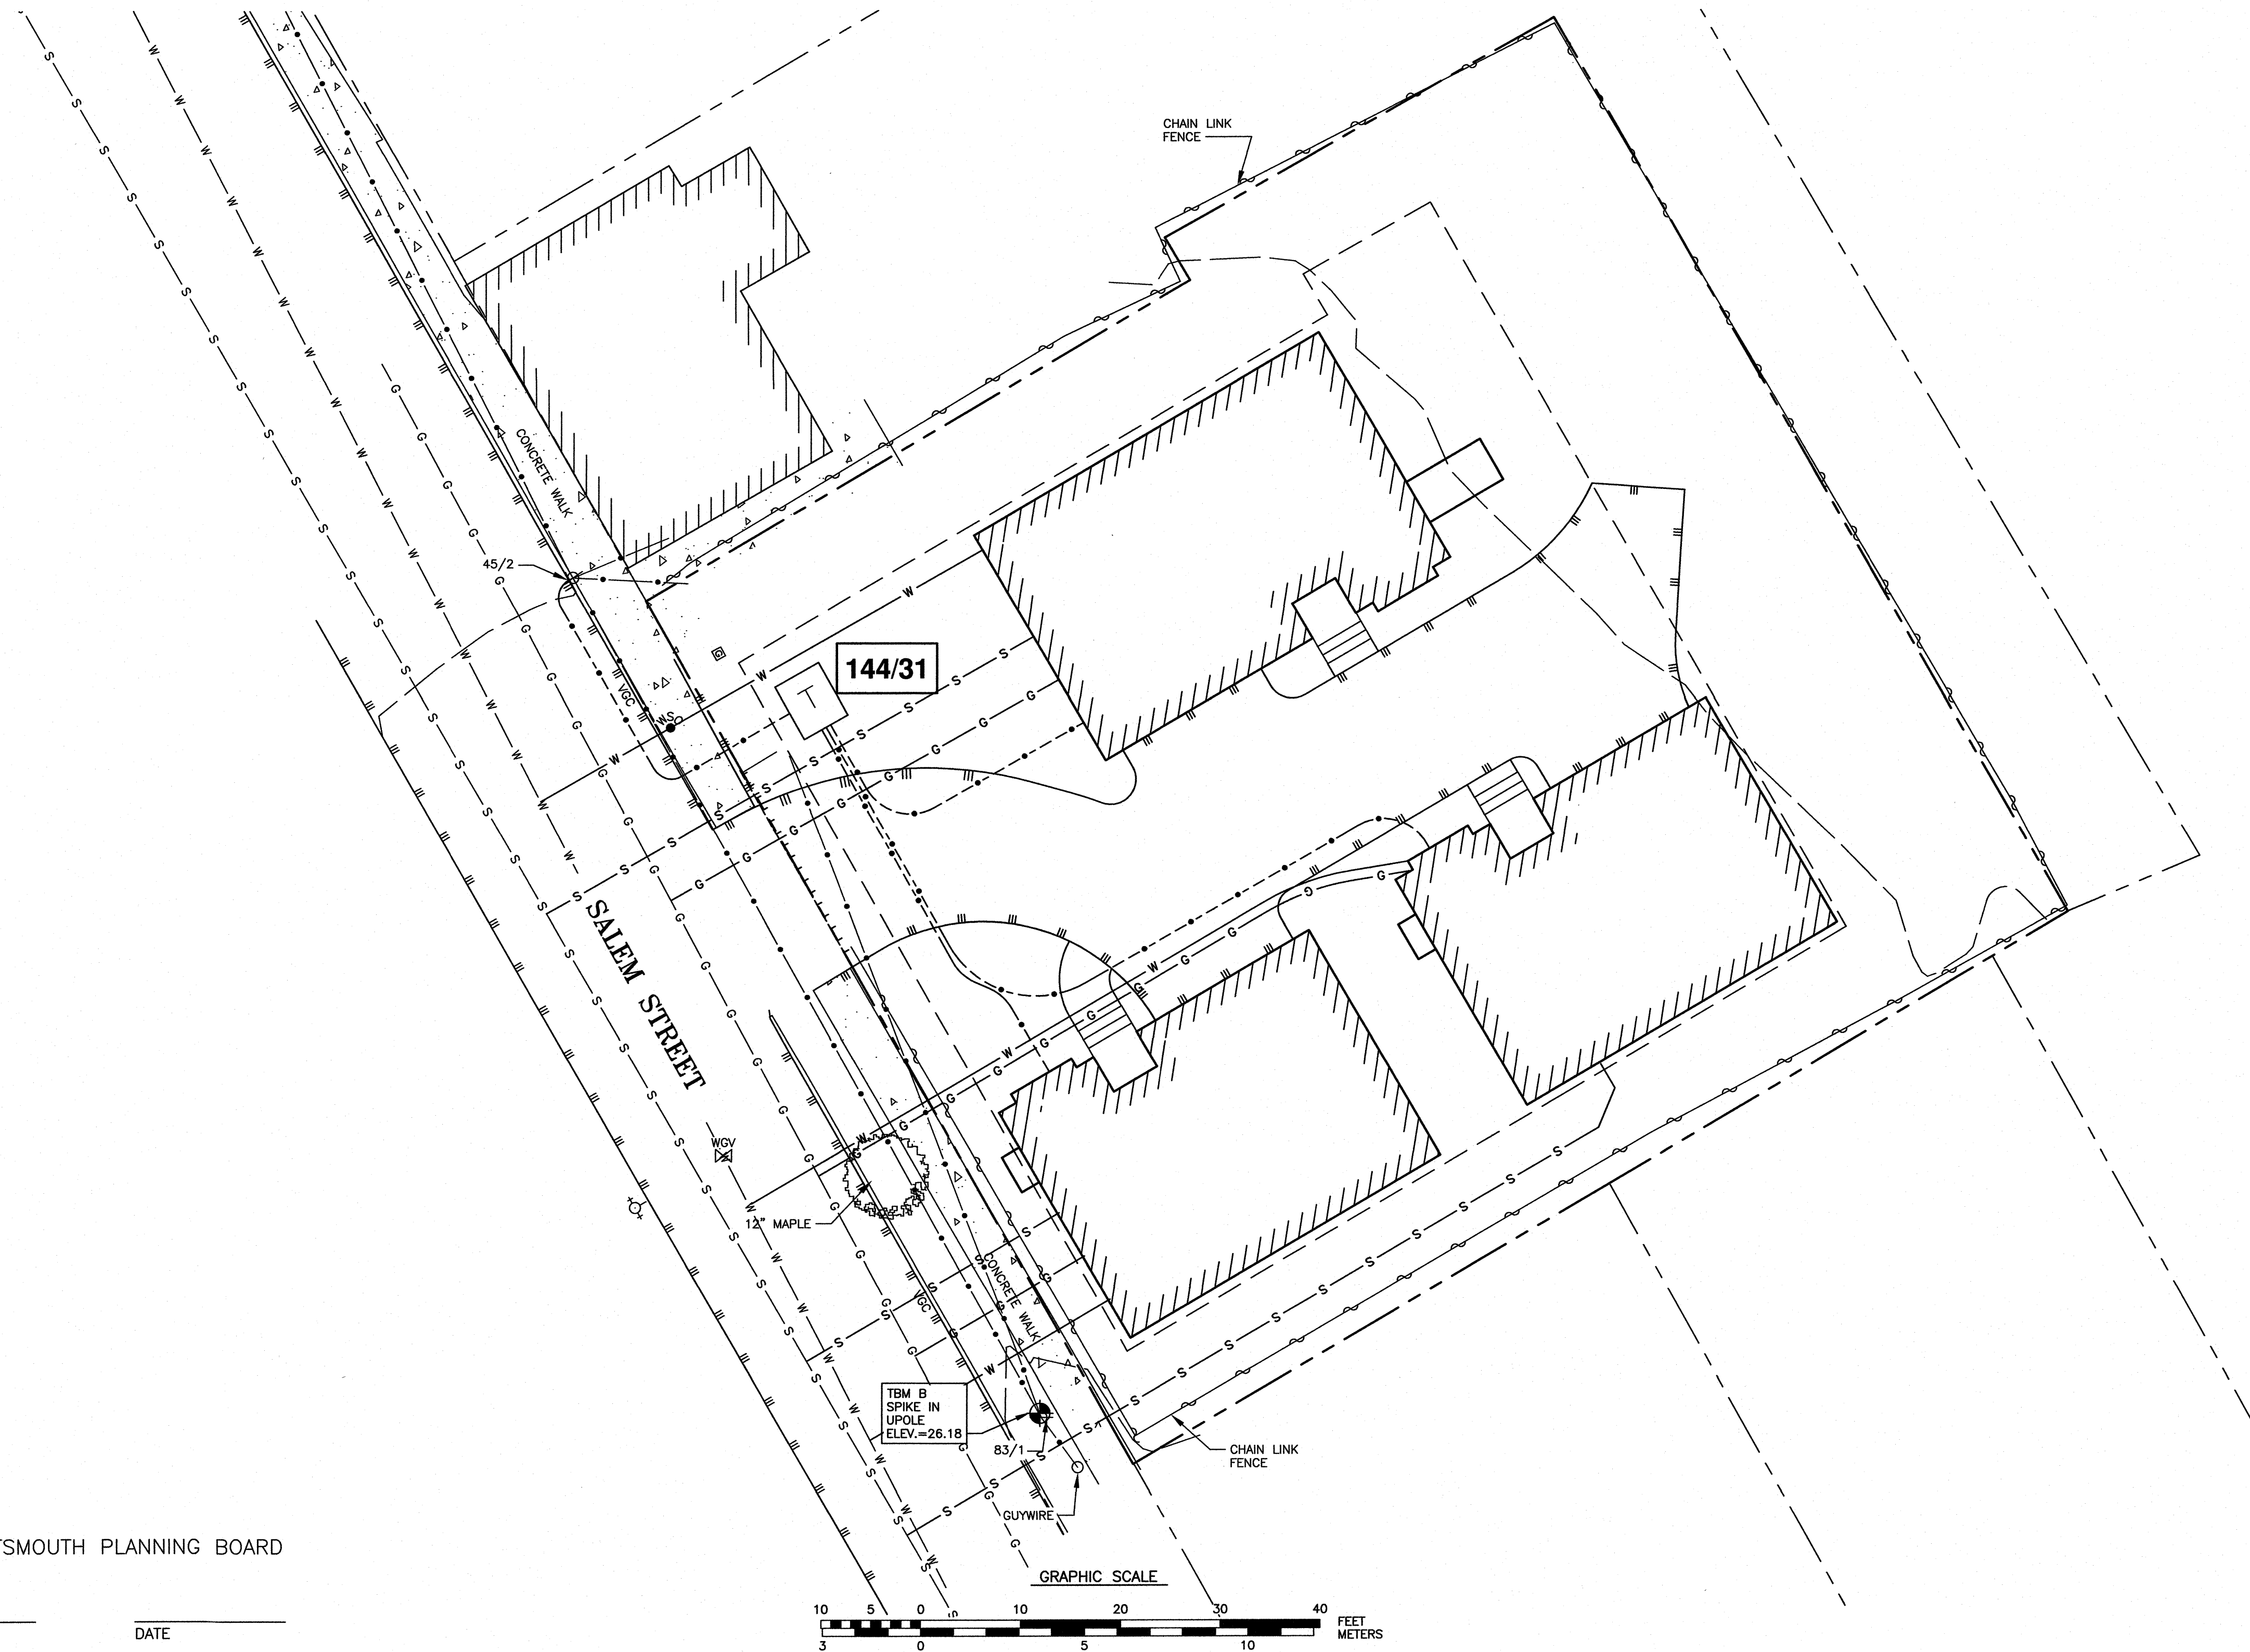 CHAIN LINK
FENCE
CONCRETE WALK
45/2
144/31
T
G
VGC
WSO
SALEM STREET
WGV
12" MAPLE
CONCRETE WALK
VGC
TBM B
SPIKE IN
UPOLE
ELEV.=26.18
83/1
CHAIN LINK
FENCE
GUYWIRE
TSMOUTH PLANNING BOARD
DATE
GRAPHIC SCALE
10 5 0 10 20 30 40 FEET
METERS
3 0 5 10